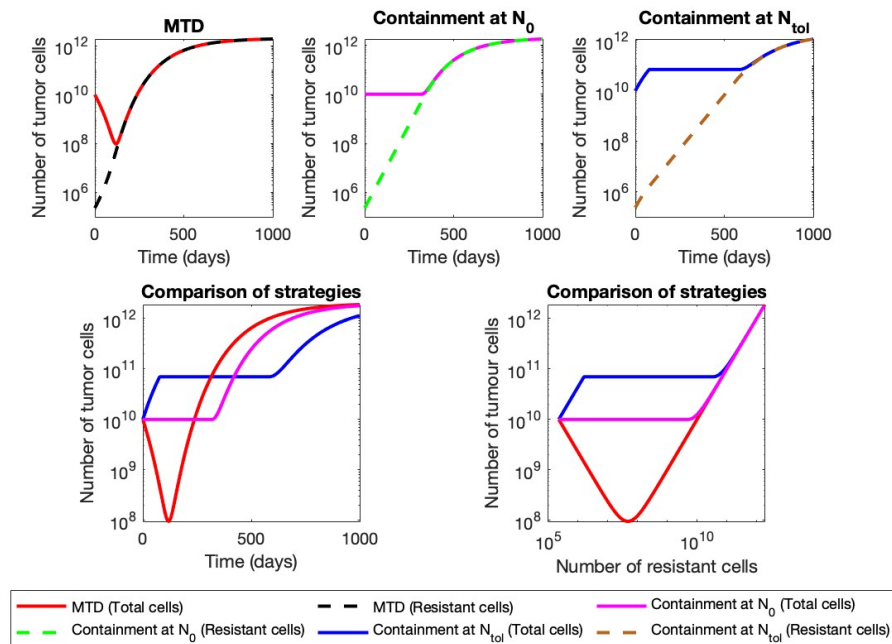 MTD
Containment at N0
Containment at Ntol
Number of tumor cells
10^12
10^10
10^8
10^6
0 500 1000
Time (days)
Number of tumor cells
10^12
10^10
10^8
10^6
0 500 1000
Time (days)
Number of tumor cells
10^12
10^10
10^8
10^6
0 500 1000
Time (days)
Comparison of strategies
Number of tumor cells
10^12
10^11
10^10
10^9
10^8
0 500 1000
Time (days)
Comparison of strategies
Number of tumour cells
10^12
10^11
10^10
10^9
10^8
10^5 10^10
Number of resistant cells
MTD (Total cells) MTD (Resistant cells) Containment at N0 (Total cells)
Containment at N0 (Resistant cells) Containment at Ntol (Total cells) Containment at Ntol (Resistant cells)